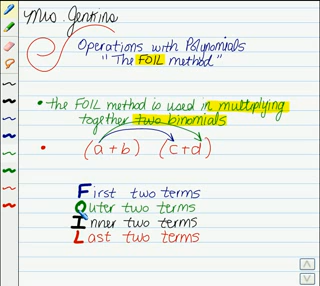 Mrs. Jenkins
Operations with Polynomials
"The FOIL method"
• the FOIL method is used in multiplying
together two binomials
• (a+b) (c+d)
First two terms
Outer two terms
Inner two terms
Last two terms